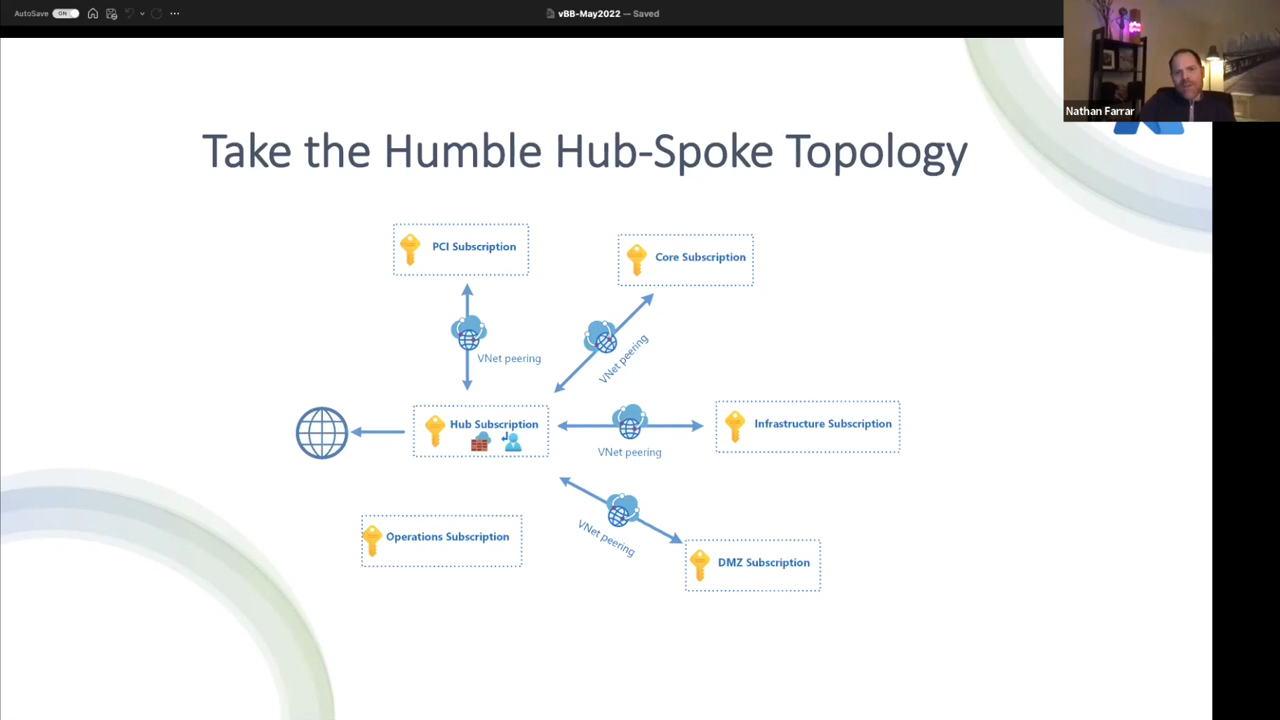 AutoSave ON
vBB-May2022 — Saved
Nathan Farrar
Take the Humble Hub-Spoke Topology
PCI Subscription
Core Subscription
VNet peering
VNet peering
Hub Subscription
Infrastructure Subscription
VNet peering
Operations Subscription
VNet peering
DMZ Subscription